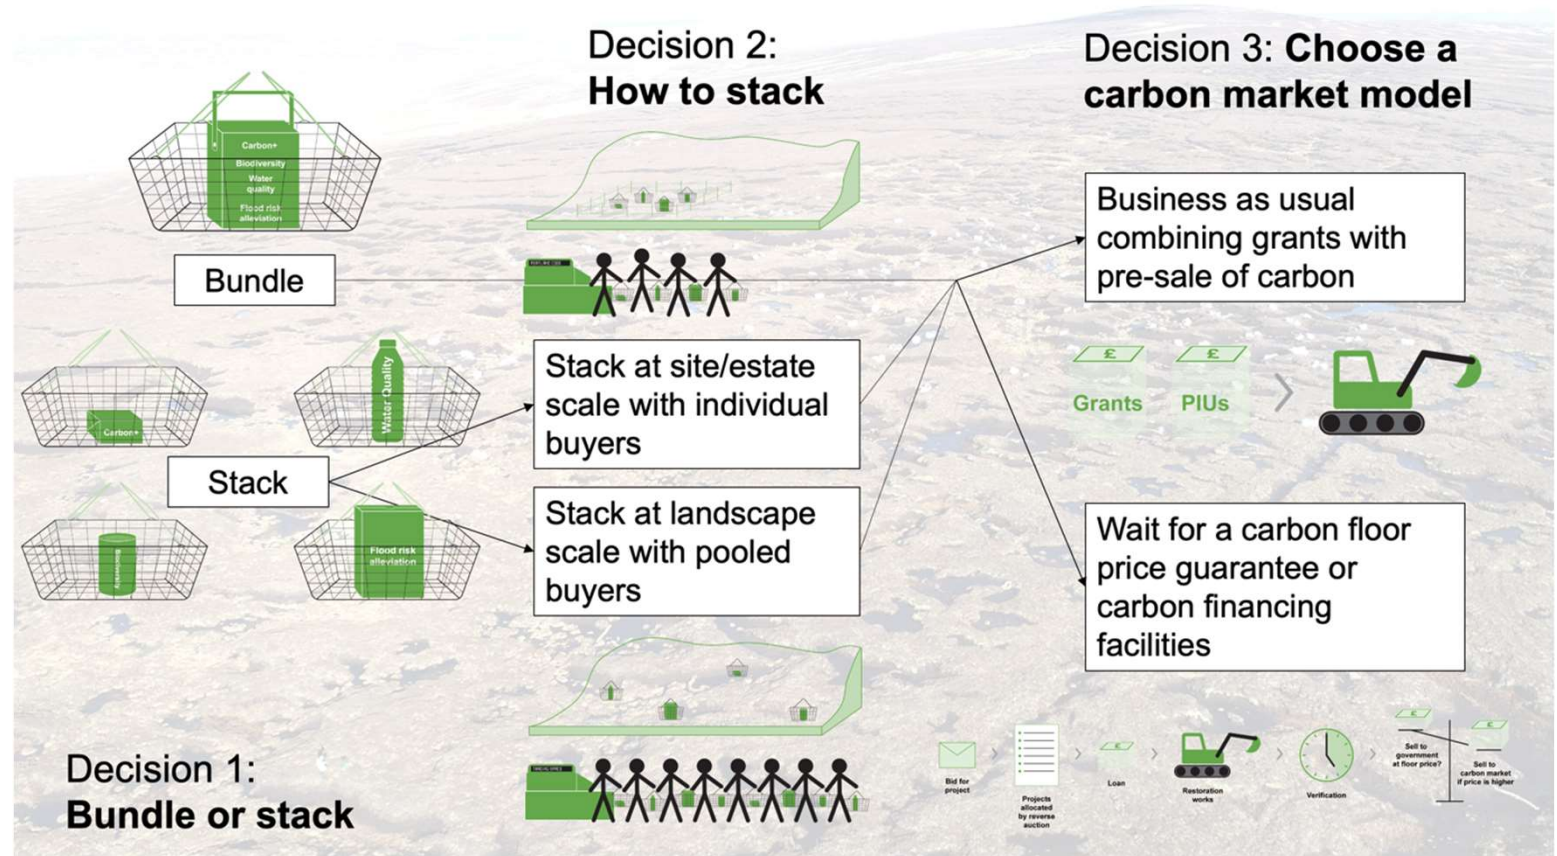 Decision 2:
How to stack
Decision 3: Choose a
carbon market model
Carbon+
Biodiversity
Water
quality
Flood risk
alleviation
Business as usual
combining grants with
pre-sale of carbon
Bundle
Stack at site/estate
scale with individual
buyers
Water Quality
Carbon+
£
Grants
£
PIUs
Stack
Stack at landscape
scale with pooled
buyers
Biodiversity
Flood risk
alleviation
Wait for a carbon floor
price guarantee or
carbon financing
facilities
Decision 1:
Bundle or stack
Bid for
project
Projects
allocated
by reverse
auction
£
Loan
Restoration
works
Verification
£
Sell to
government
at floor price?
£
Sell to
carbon market
if price is higher